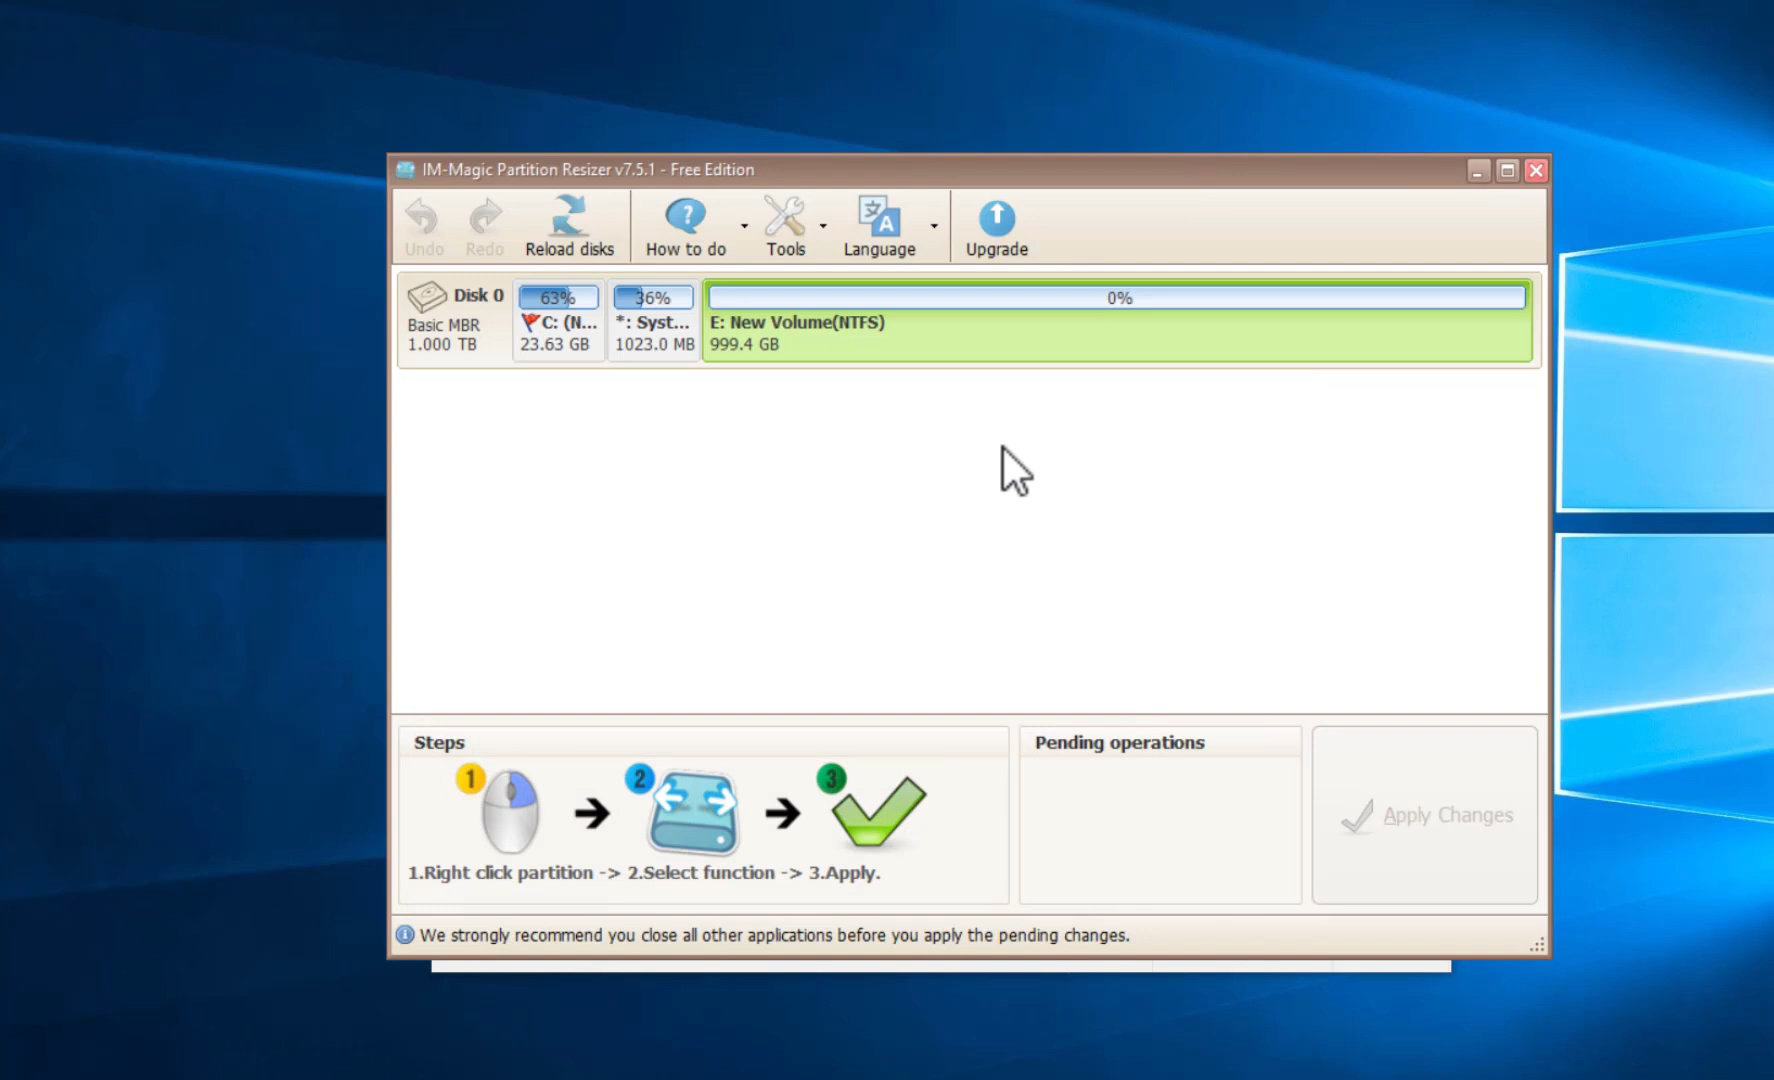 IM-Magic Partition Resizer v7.5.1 - Free Edition
Undo Redo Reload disks How to do Tools Language Upgrade
Disk 0
Basic MBR
1.000 TB
63%
C: (N...
23.63 GB
36%
*: Syst...
1023.0 MB
0%
E: New Volume(NTFS)
999.4 GB
Steps
1 2 3
1.Right click partition -> 2.Select function -> 3.Apply.
Pending operations
Apply Changes
We strongly recommend you close all other applications before you apply the pending changes.